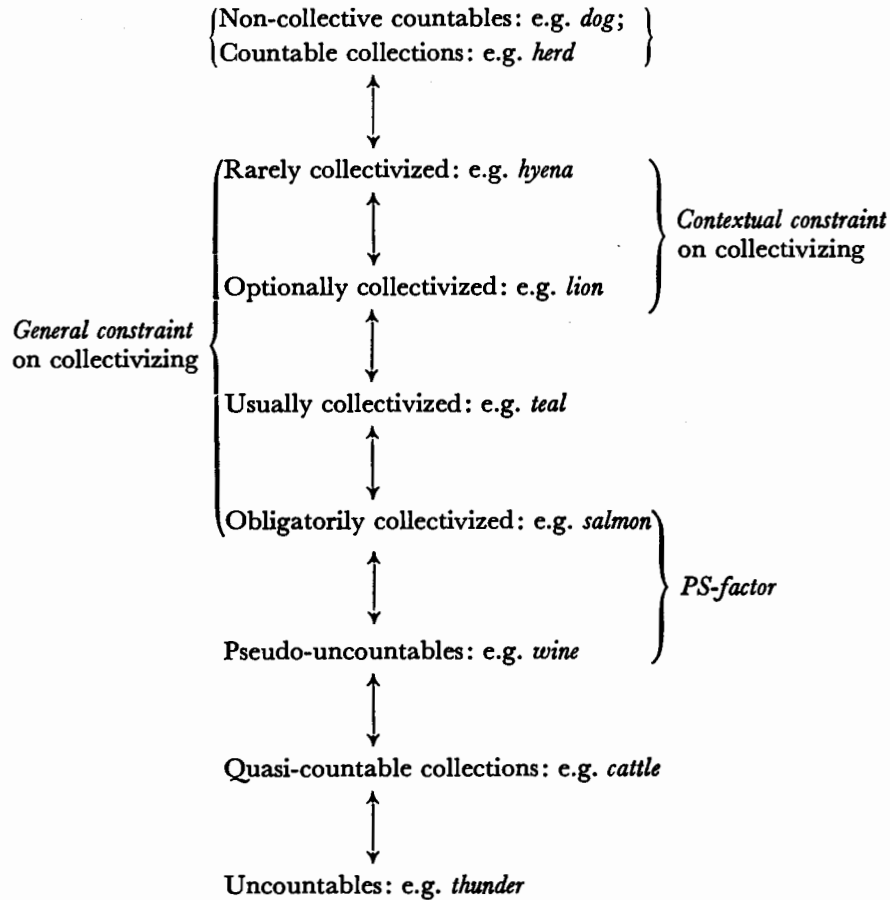 Non-collective countables: e.g. dog;
Countable collections: e.g. herd
Rarely collectivized: e.g. hyena
Contextual constraint
on collectivizing
Optionally collectivized: e.g. lion
General constraint
on collectivizing
Usually collectivized: e.g. teal
Obligatorily collectivized: e.g. salmon
PS-factor
Pseudo-uncountables: e.g. wine
Quasi-countable collections: e.g. cattle
Uncountables: e.g. thunder